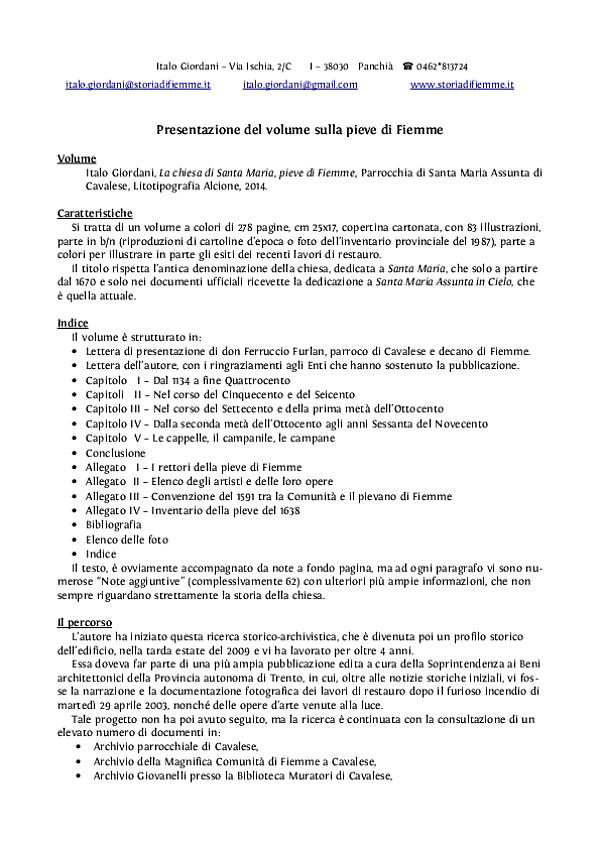 Italo Giordani – Via Ischia, 2/C I – 38030 Panchià ☎ 0462*813724
italo.giordani@storiadifiemme.it italo.giordani@gmail.com www.storiadifiemme.it
Presentazione del volume sulla pieve di Fiemme
Volume
Italo Giordani, La chiesa di Santa Maria, pieve di Fiemme, Parrocchia di Santa Maria Assunta di
Cavalese, Litotipografia Alcione, 2014.
Caratteristiche
Si tratta di un volume a colori di 278 pagine, cm 25x17, copertina cartonata, con 83 illustrazioni,
parte in b/n (riproduzioni di cartoline d'epoca o foto dell'inventario provinciale del 1987), parte a
colori per illustrare in parte gli esiti dei recenti lavori di restauro.
Il titolo rispetta l'antica denominazione della chiesa, dedicata a Santa Maria, che solo a partire
dal 1670 e solo nei documenti ufficiali ricevette la dedicazione a Santa Maria Assunta in Cielo, che
è quella attuale.
Indice
Il volume è strutturato in:
• Lettera di presentazione di don Ferruccio Furlan, parroco di Cavalese e decano di Fiemme.
• Lettera dell'autore, con i ringraziamenti agli Enti che hanno sostenuto la pubblicazione.
• Capitolo I – Dal 1134 a fine Quattrocento
• Capitoli II – Nel corso del Cinquecento e del Seicento
• Capitolo III – Nel corso del Settecento e della prima metà dell'Ottocento
• Capitolo IV – Dalla seconda metà dell'Ottocento agli anni Sessanta del Novecento
• Capitolo V – Le cappelle, il campanile, le campane
• Conclusione
• Allegato I – I rettori della pieve di Fiemme
• Allegato II – Elenco degli artisti e delle loro opere
• Allegato III – Convenzione del 1591 tra la Comunità e il pievano di Fiemme
• Allegato IV – Inventario della pieve del 1638
• Bibliografia
• Elenco delle foto
• Indice
Il testo, è ovviamente accompagnato da note a fondo pagina, ma ad ogni paragrafo vi sono nu-
merose "Note aggiuntive" (complessivamente 62) con ulteriori più ampie informazioni, che non
sempre riguardano strettamente la storia della chiesa.
Il percorso
L'autore ha iniziato questa ricerca storico-archivistica, che è divenuta poi un profilo storico
dell'edificio, nella tarda estate del 2009 e vi ha lavorato per oltre 4 anni.
Essa doveva far parte di una più ampia pubblicazione edita a cura della Soprintendenza ai Beni
architettonici della Provincia autonoma di Trento, in cui, oltre alle notizie storiche iniziali, vi fos-
se la narrazione e la documentazione fotografica dei lavori di restauro dopo il furioso incendio di
martedì 29 aprile 2003, nonché delle opere d'arte venute alla luce.
Tale progetto non ha poi avuto seguito, ma la ricerca è continuata con la consultazione di un
elevato numero di documenti in:
• Archivio parrocchiale di Cavalese,
• Archivio della Magnifica Comunità di Fiemme a Cavalese,
• Archivio Giovanelli presso la Biblioteca Muratori di Cavalese,